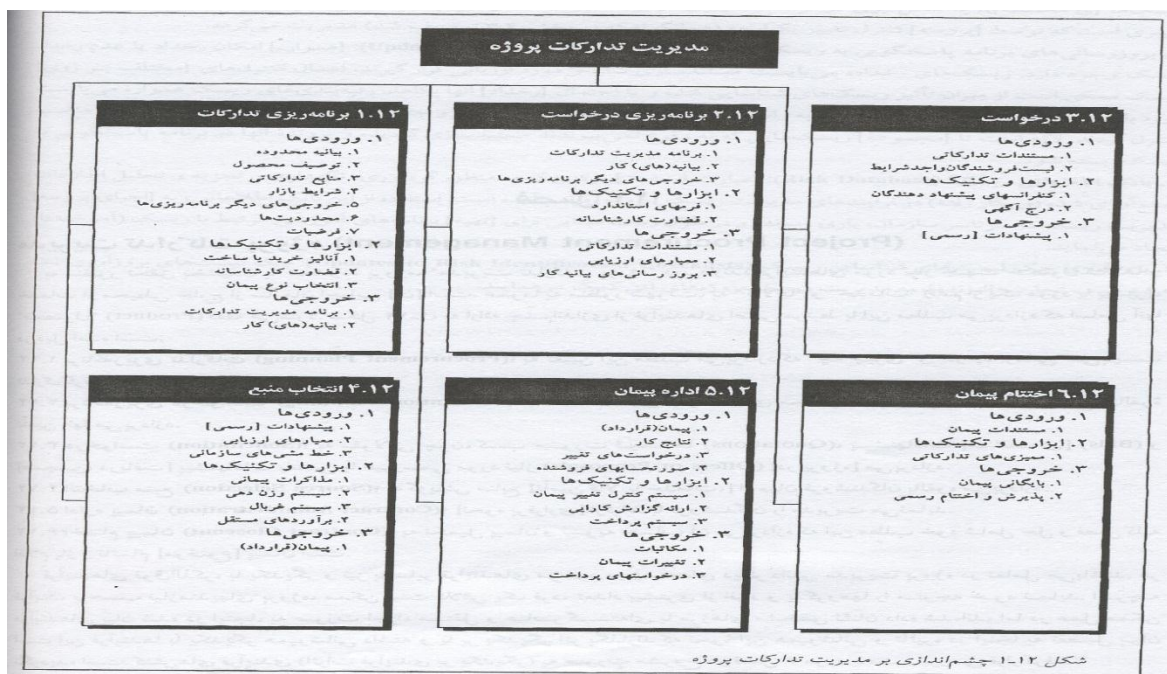 مدیریت تدارکات پروژه
۱.۱۲ برنامه‌ریزی تدارکات
۱. ورودی‌ها
۱. بیانیه محدوده
۲. توصیف محصول
۳. منابع تدارکاتی
۴. شرایط بازار
۵. خروجی‌های دیگر برنامه‌ریزی‌ها
۶. محدودیت‌ها
۷. فرضیات
۲. ابزارها و تکنیک‌ها
۱. آنالیز خرید یا ساخت
۲. قضاوت کارشناسانه
۳. انتخاب نوع پیمان
۳. خروجی‌ها
۱. برنامه مدیریت تدارکات
۲. بیانیه(های) کار
۲.۱۲ برنامه‌ریزی درخواست
۱. ورودی‌ها
۱. برنامه مدیریت تدارکات
۲. بیانیه(های) کار
۳. خروجی‌های دیگر برنامه‌ریزی‌ها
۲. ابزارها و تکنیک‌ها
۱. فرمهای استاندارد
۲. قضاوت کارشناسانه
۳. خروجی‌ها
۱. مستندات تدارکاتی
۲. معیارهای ارزیابی
۳. بروزرسانی‌های بیانیه کار
۳.۱۲ درخواست
۱. ورودی‌ها
۱. مستندات تدارکاتی
۲. لیست‌فروشندگان‌واجدشرایط
۲. ابزارها و تکنیک‌ها
۱. کنفرانسهای پیشنهاددهندگان
۲. درج آگهی
۳. خروجی‌ها
۱. پیشنهادات [رسمی]
۴.۱۲ انتخاب منبع
۱. ورودی‌ها
۱. پیشنهادات [رسمی]
۲. معیارهای ارزیابی
۳. خط مشی‌های سازمانی
۲. ابزارها و تکنیک‌ها
۱. مذاکرات پیمانی
۲. سیستم وزن دهی
۳. سیستم غربال
۴. برآوردهای مستقل
۳. خروجی‌ها
۱. پیمان(قرارداد)
۵.۱۲ اداره پیمان
۱. ورودی‌ها
۱. پیمان(قرارداد)
۲. نتایج کار
۳. درخواست‌های تغییر
۴. صورتحسابهای فروشنده
۲. ابزارها و تکنیک‌ها
۱. سیستم کنترل تغییر پیمان
۲. ارائه گزارش کارایی
۳. سیستم پرداخت
۳. خروجی‌ها
۱. مکاتبات
۲. تغییرات پیمان
۳. درخواستهای پرداخت
۶.۱۲ اختتام پیمان
۱. ورودی‌ها
۱. مستندات پیمان
۲. ابزارها و تکنیک‌ها
۱. ممیزی‌های تدارکاتی
۳. خروجی‌ها
۱. بایگانی پیمان
۲. پذیرش و اختتام رسمی
شکل ۱۲-۱ چشم‌اندازی بر مدیریت تدارکات پروژه